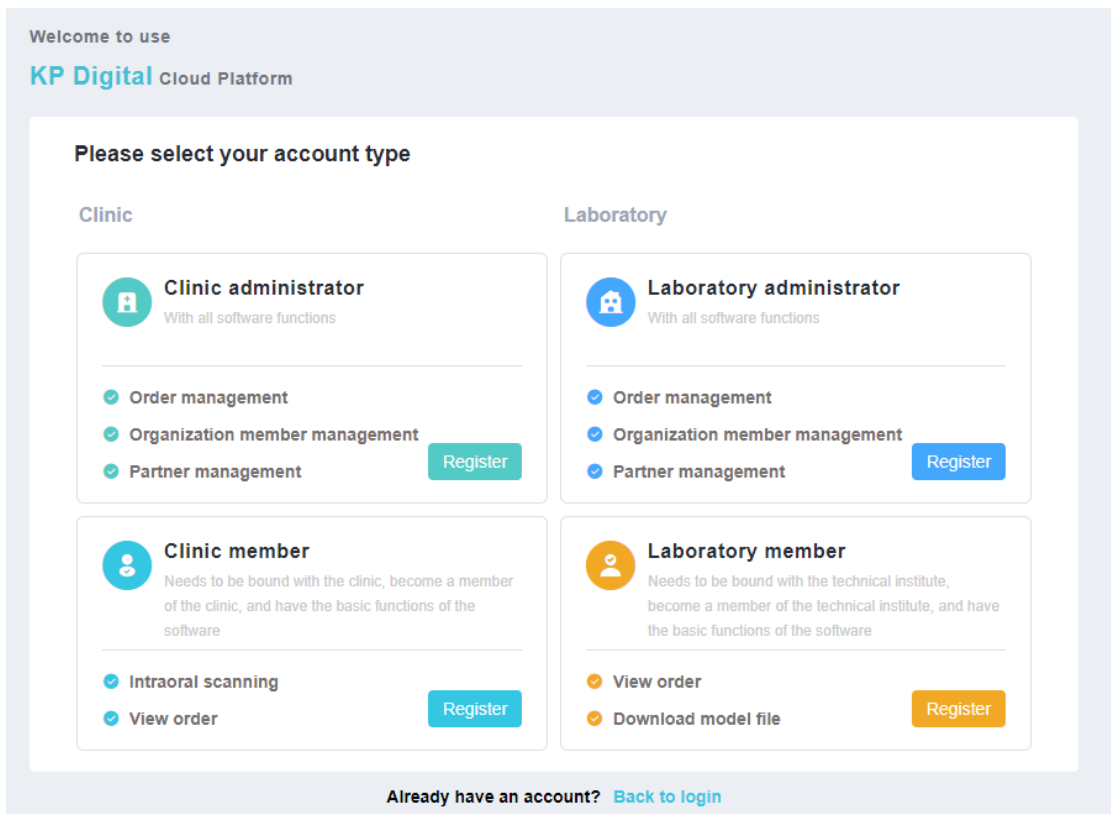 Welcome to use
KP Digital Cloud Platform
Please select your account type
Clinic
Laboratory
Clinic administrator
With all software functions
Order management
Organization member management
Partner management
Register
Laboratory administrator
With all software functions
Order management
Organization member management
Partner management
Register
Clinic member
Needs to be bound with the clinic, become a member
of the clinic, and have the basic functions of the
software
Intraoral scanning
View order
Register
Laboratory member
Needs to be bound with the technical institute,
become a member of the technical institute, and have
the basic functions of the software
View order
Download model file
Register
Already have an account? Back to login